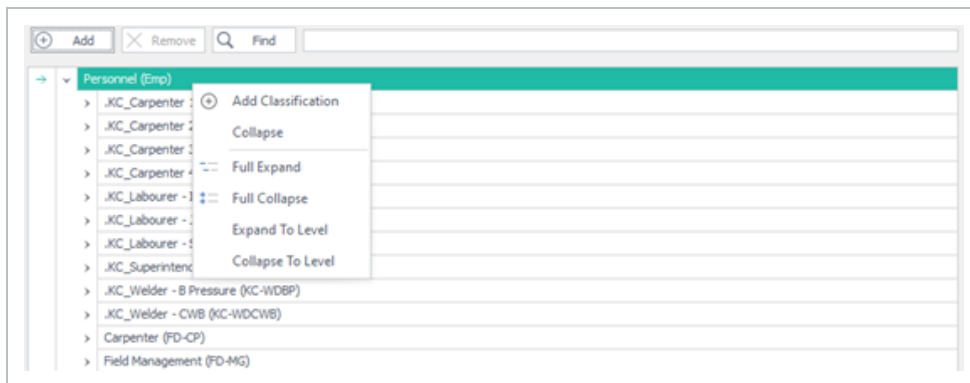 Add Remove Find
Personnel (Emp)
.KC_Carpenter
.KC_Carpenter 2
.KC_Carpenter 3
.KC_Carpenter 4
.KC_Labourer -
.KC_Labourer -
.KC_Labourer -
.KC_Superintend
.KC_Welder - B Pressure (KC-WDBP)
.KC_Welder - CWB (KC-WDCWB)
Carpenter (FD-CP)
Field Management (FD-MG)
Add Classification
Collapse
Full Expand
Full Collapse
Expand To Level
Collapse To Level